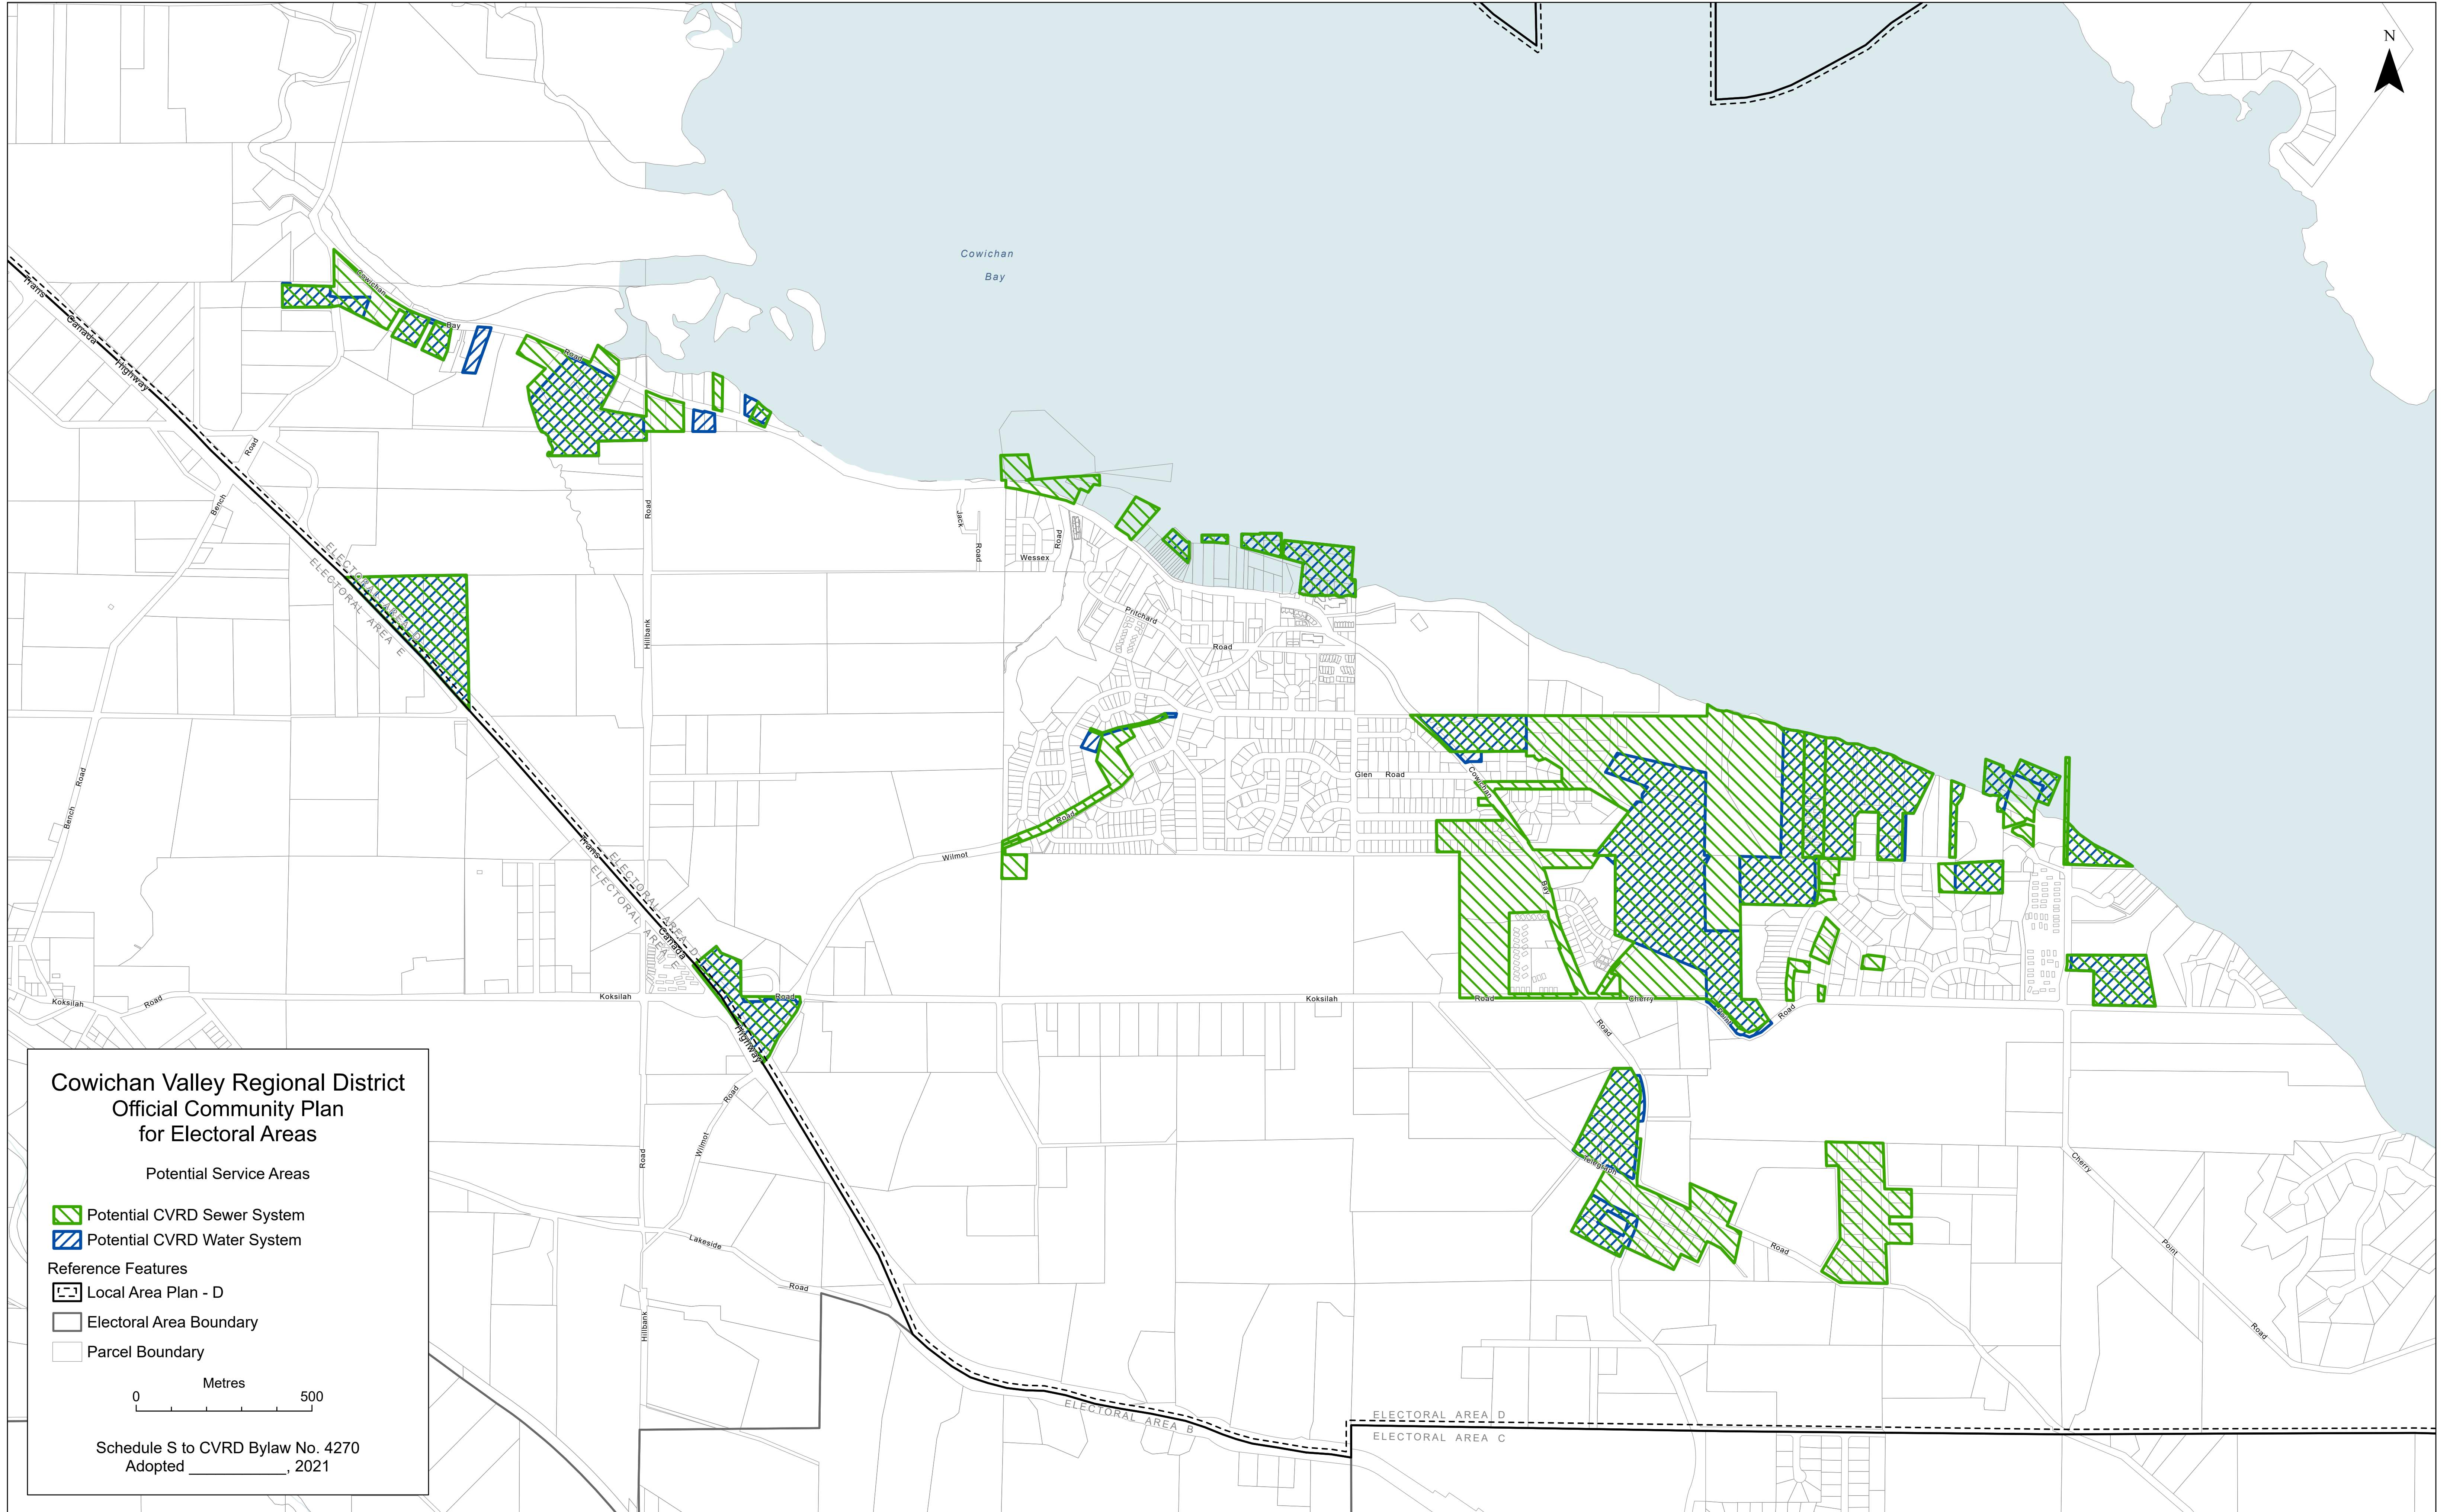 N
Cowichan
Bay
Trans
Canada
Highway
Cowichan
Bay
Road
Road
Bench
Road
Hillbank
Jack
Road
Wessex
Road
Pritchard
Road
ELECTORAL AREA D
ELECTORAL AREA E
Glen Road
Cowichan
Bay
Road
Bench
Road
Road
Wilmot
Trans
Canada
Highway
ELECTORAL AREA D
ELECTORAL AREA E
Koksilah
Road
Koksilah
Road
Koksilah
Road
Cherry
Point
Road
Telegraph
Road
Road
Wilmot
Road
Lakeside
Road
Hillbank
Cherry
Point
Road
ELECTORAL AREA B
ELECTORAL AREA D
ELECTORAL AREA C
Cowichan Valley Regional District
Official Community Plan
for Electoral Areas
Potential Service Areas
Potential CVRD Sewer System
Potential CVRD Water System
Reference Features
Local Area Plan - D
Electoral Area Boundary
Parcel Boundary
Metres
0 500
Schedule S to CVRD Bylaw No. 4270
Adopted ___________, 2021